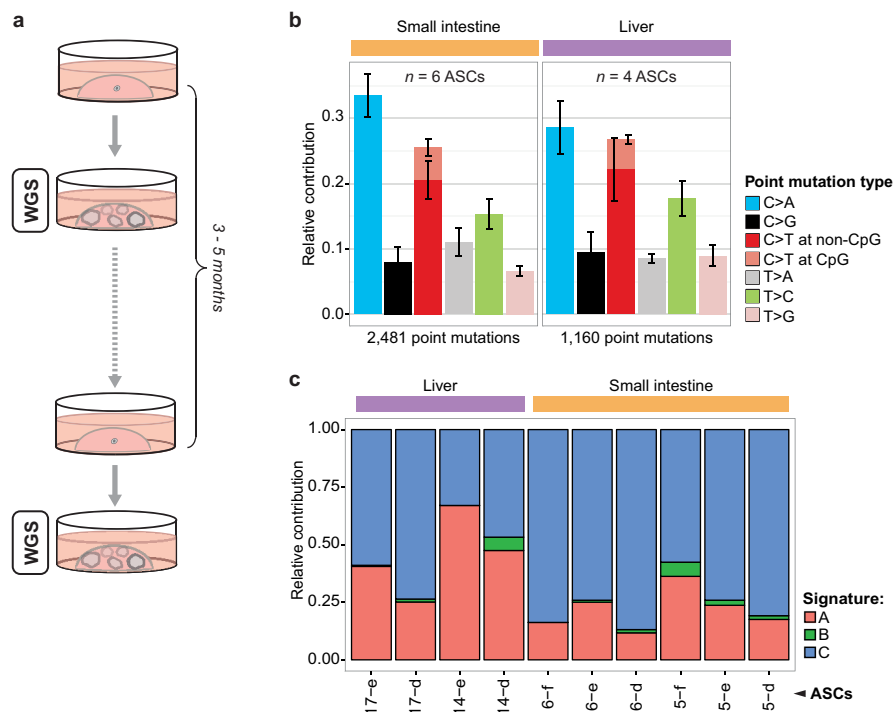 a
WGS
3 - 5 months
WGS
b
Small intestine
Liver
n = 6 ASCs
n = 4 ASCs
Relative contribution
0.3
0.2
0.1
0.0
2,481 point mutations
1,160 point mutations
Point mutation type
C>A
C>G
C>T at non-CpG
C>T at CpG
T>A
T>C
T>G
c
Liver
Small intestine
Relative contribution
1.00
0.75
0.50
0.25
0.00
17-e
17-d
14-e
14-d
6-f
6-e
6-d
5-f
5-e
5-d
Signature:
A
B
C
◄ ASCs